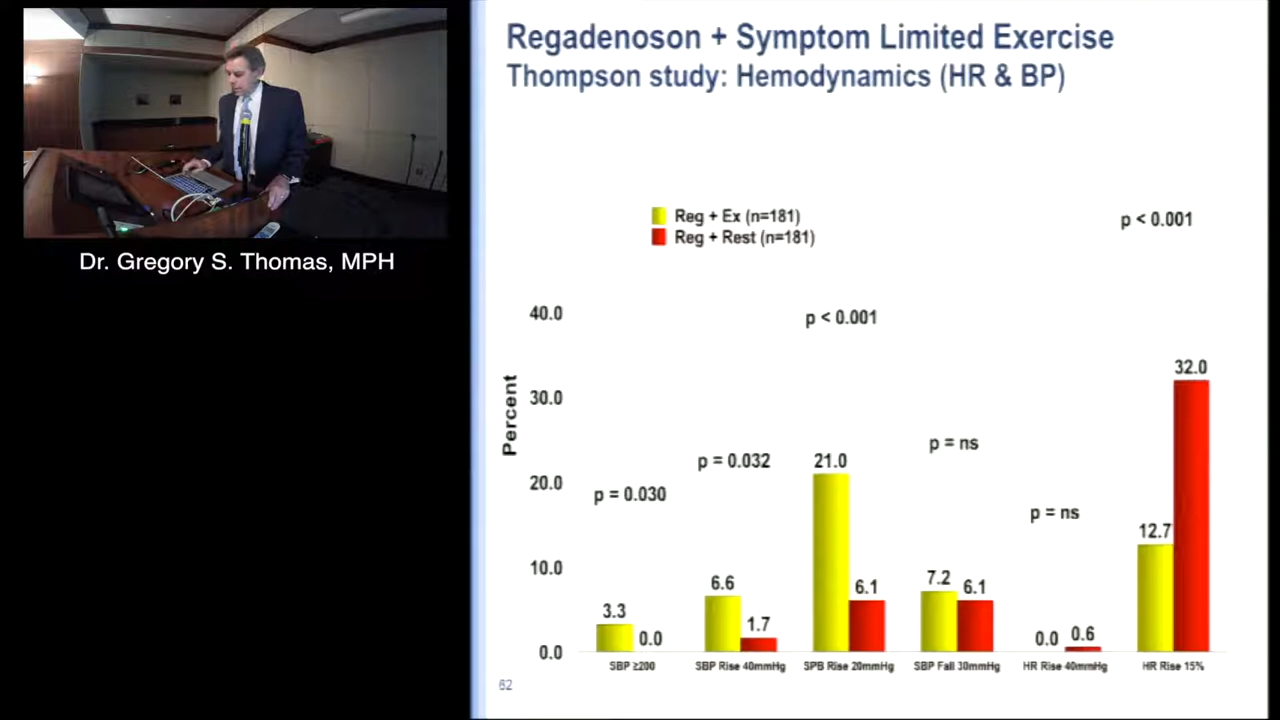 Dr. Gregory S. Thomas, MPH
Regadenoson + Symptom Limited Exercise
Thompson study: Hemodynamics (HR & BP)
Reg + Ex (n=181)
Reg + Rest (n=181)
p < 0.001
40.0
p < 0.001
32.0
Percent
30.0
p = ns
p = 0.032
21.0
20.0
p = 0.030
p = ns
12.7
10.0
6.6
7.2
6.1
6.1
3.3
0.0
1.7
0.0
0.6
0.0
SBP ≥200
SBP Rise 40mmHg
SPB Rise 20mmHg
SBP Fall 30mmHg
HR Rise 40mmHg
HR Rise 15%
62